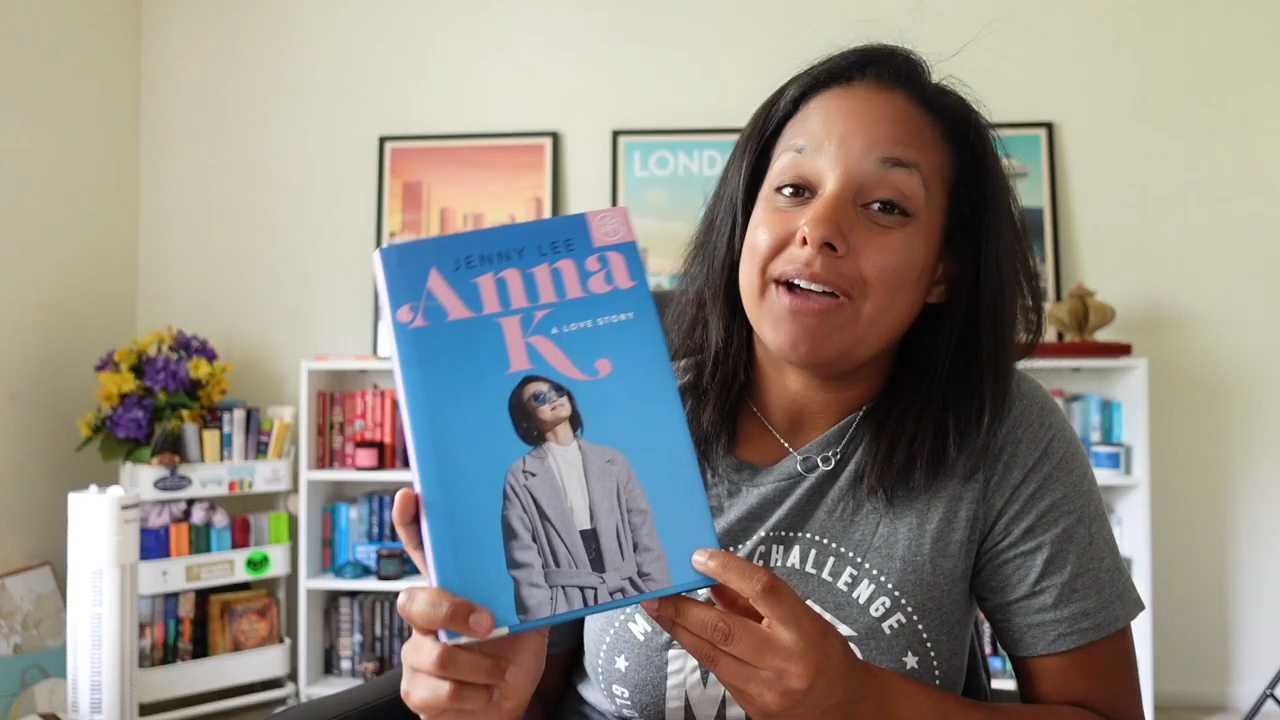 LOND
JENNY LEE
Anna
K
A LOVE STORY
CHALLENGE